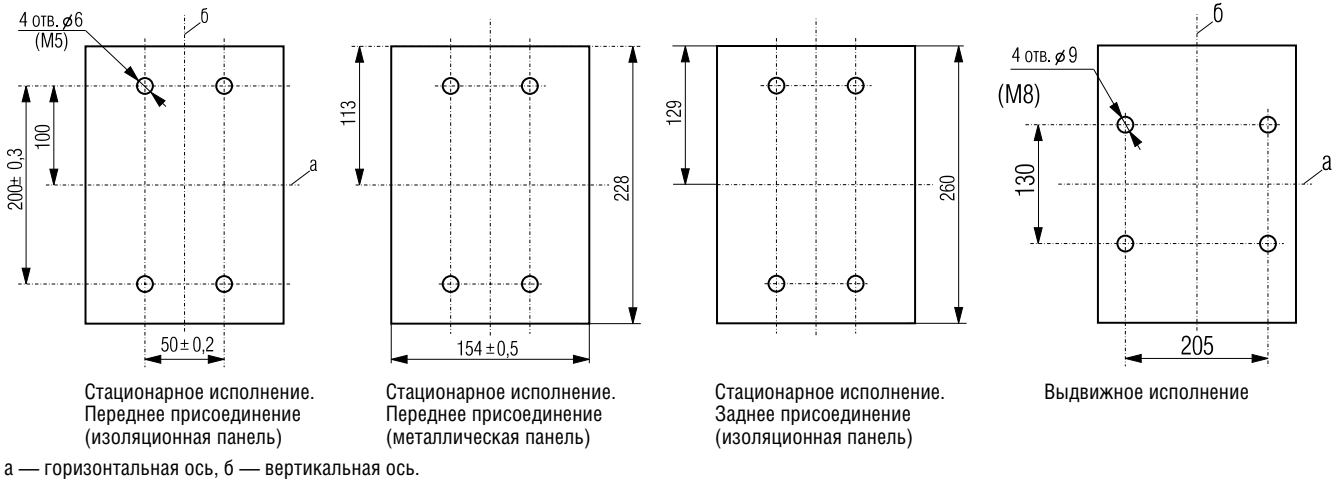 4 отв. ⌀6
(М5)
б
200± 0,3
100
а
50±0,2
Стационарное исполнение.
Переднее присоединение
(изоляционная панель)
113
228
154±0,5
Стационарное исполнение.
Переднее присоединение
(металлическая панель)
129
260
Стационарное исполнение.
Заднее присоединение
(изоляционная панель)
б
4 отв. ⌀9
(М8)
130
а
205
Выдвижное исполнение
а — горизонтальная ось, б — вертикальная ось.